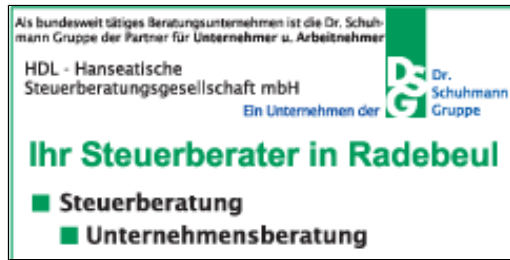 Als bundesweit tätiges Beratungsunternehmen ist die Dr. Schuh-
mann Gruppe der Partner für Unternehmer u. Arbeitnehmer
HDL - Hanseatische
Steuerberatungsgesellschaft mbH
Ein Unternehmen der
DSG
Dr.
Schuhmann
Gruppe
Ihr Steuerberater in Radebeul
Steuerberatung
Unternehmensberatung